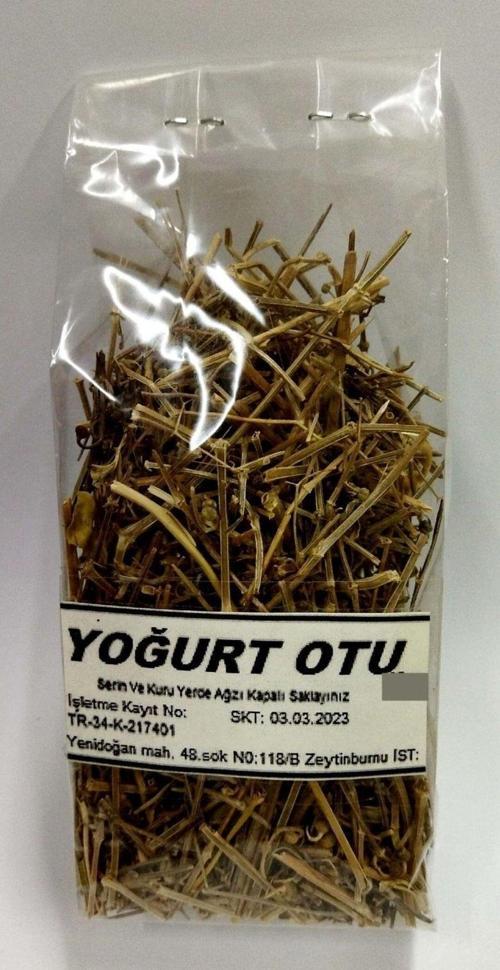 YOĞURT OTU
Serin Ve Kuru Yerde Ağzı Kapalı Saklayınız
İşletme Kayıt No:
TR-34-K-217401
SKT: 03.03.2023
Yenidoğan mah. 48.sok N0:118/B Zeytinburnu İST: